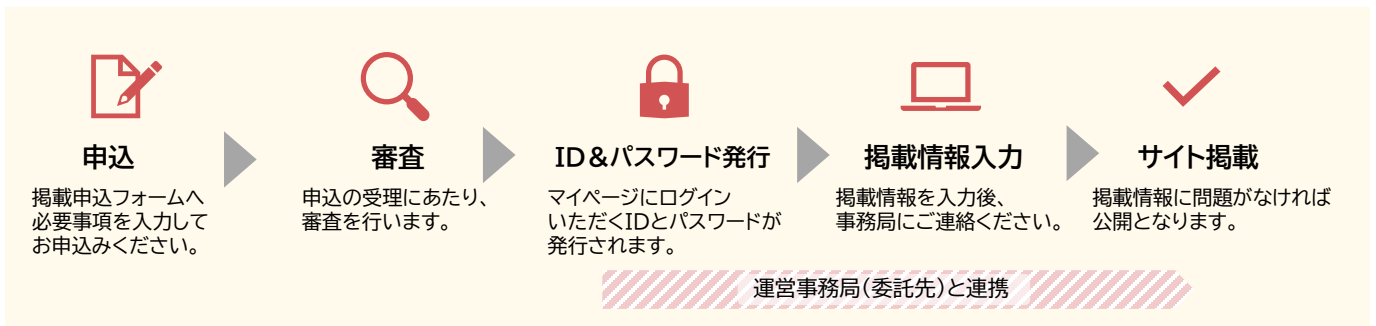 申込
掲載申込フォームへ
必要事項を入力して
お申込みください。
審査
申込の受理にあたり、
審査を行います。
ID&パスワード発行
マイページにログイン
いただくIDとパスワードが
発行されます。
掲載情報入力
掲載情報を入力後、
事務局にご連絡ください。
サイト掲載
掲載情報に問題がなければ
公開となります。
運営事務局(委託先)と連携